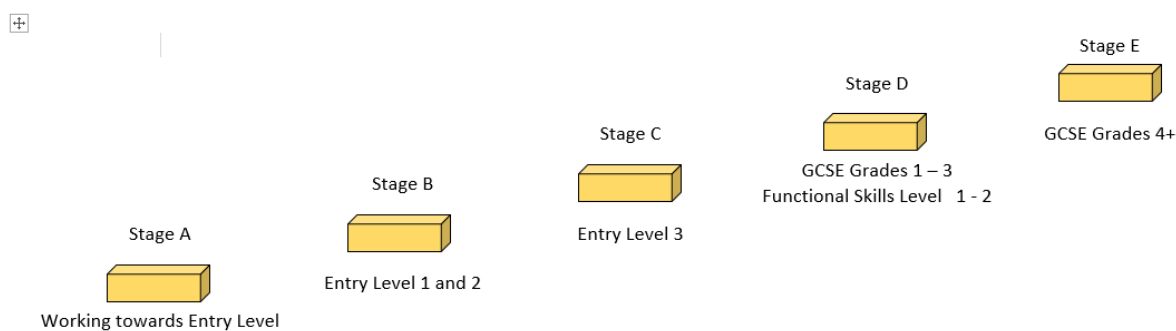 Stage A
Working towards Entry Level
Stage B
Entry Level 1 and 2
Stage C
Entry Level 3
Stage D
GCSE Grades 1 – 3
Functional Skills Level 1 - 2
Stage E
GCSE Grades 4+